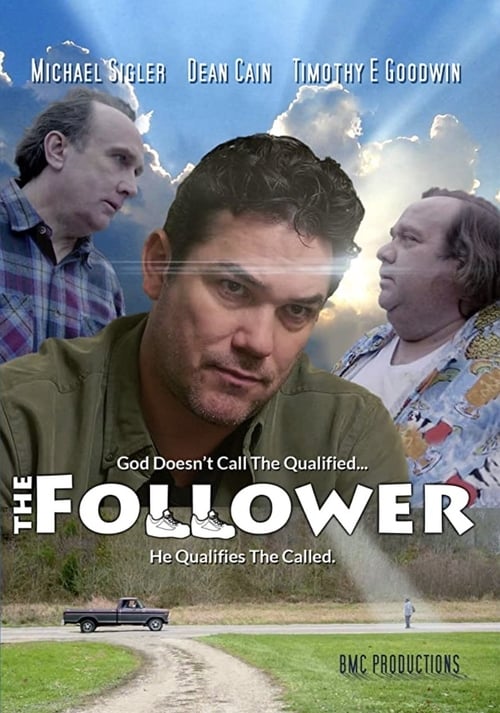 MICHAEL SIGLER DEAN CAIN TIMOTHY E GOODWIN
God Doesn't Call The Qualified...
THE FOLLOWER
He Qualifies The Called.
BMC PRODUCTIONS